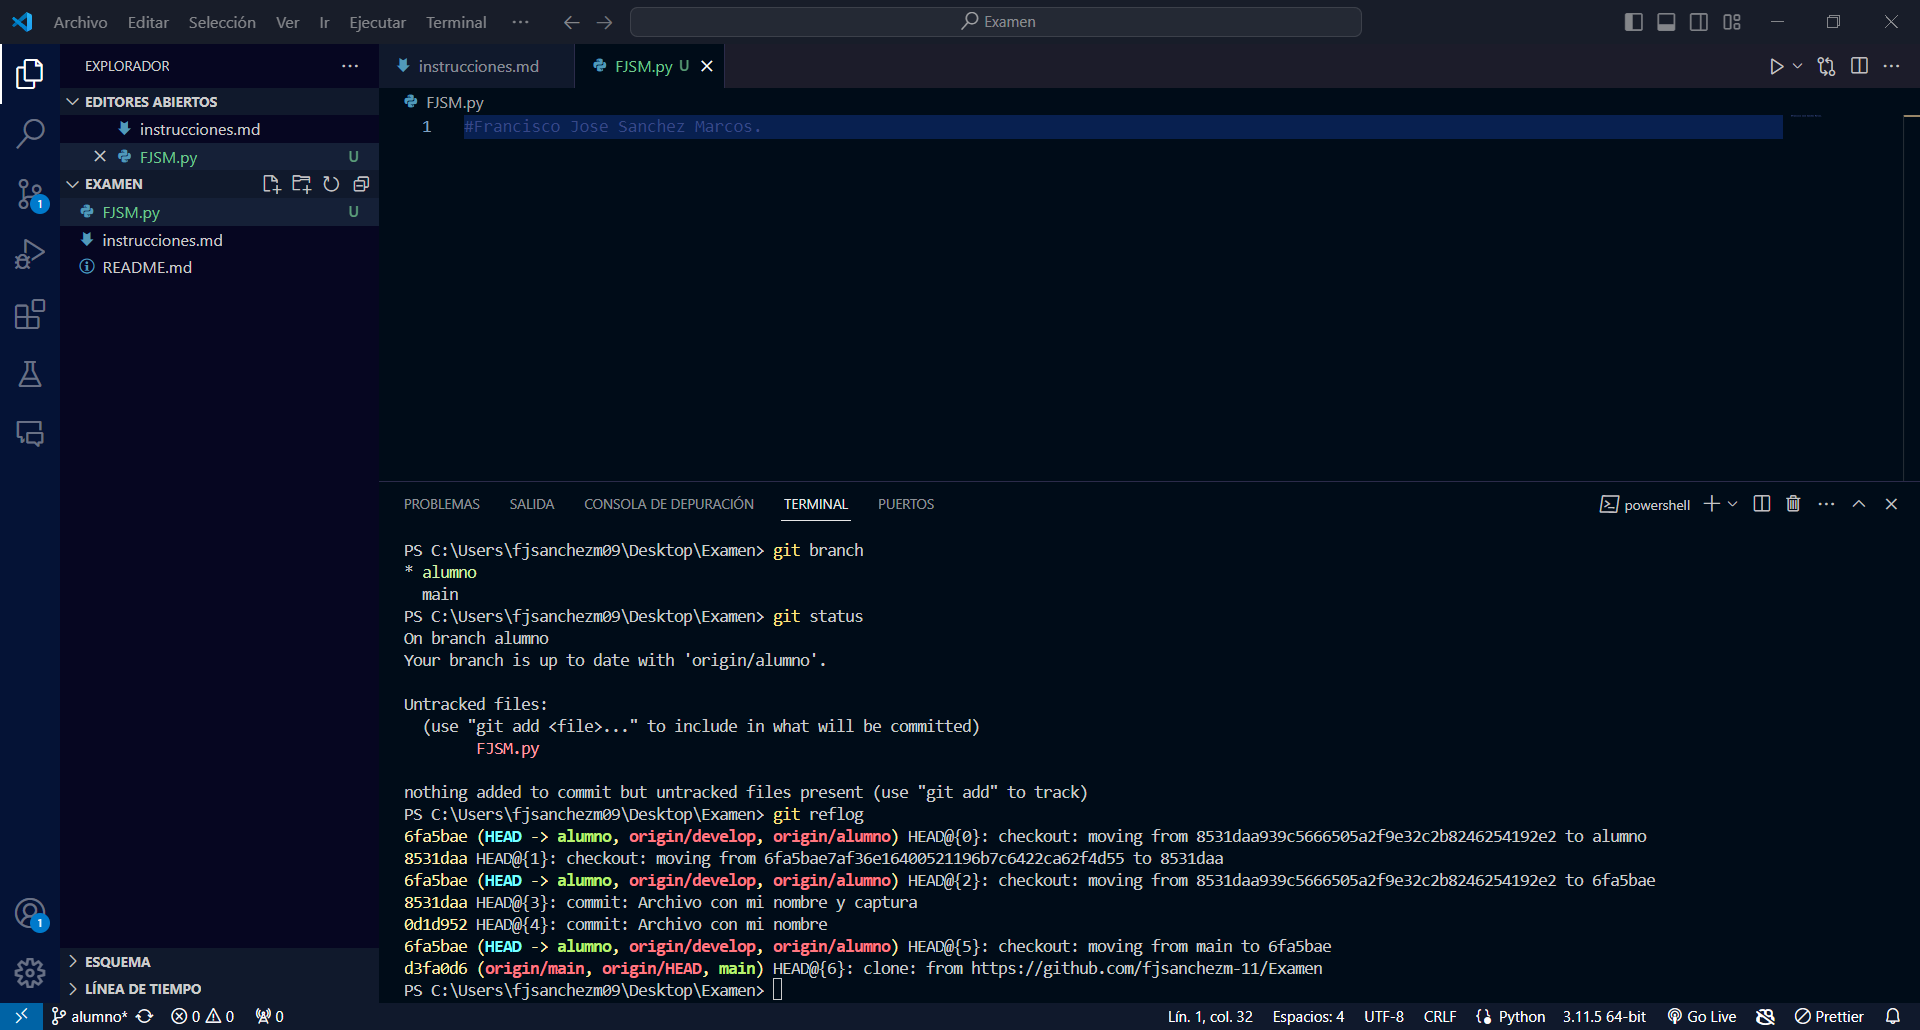 Archivo Editar Selección Ver Ir Ejecutar Terminal ··· Examen
EXPLORADOR
EDITORES ABIERTOS
instrucciones.md
FJSM.py U
EXAMEN
FJSM.py U
instrucciones.md
README.md
ESQUEMA
LÍNEA DE TIEMPO
1
1
instrucciones.md FJSM.py U
FJSM.py
1 #Francisco Jose Sanchez Marcos.
PROBLEMAS SALIDA CONSOLA DE DEPURACIÓN TERMINAL PUERTOS powershell
PS C:\Users\fjsanchezm09\Desktop\Examen> git branch
* alumno
main
PS C:\Users\fjsanchezm09\Desktop\Examen> git status
On branch alumno
Your branch is up to date with 'origin/alumno'.
Untracked files:
(use "git add <file>..." to include in what will be committed)
FJSM.py
nothing added to commit but untracked files present (use "git add" to track)
PS C:\Users\fjsanchezm09\Desktop\Examen> git reflog
6fa5bae (HEAD -> alumno, origin/develop, origin/alumno) HEAD@{0}: checkout: moving from 8531daa939c5666505a2f9e32c2b8246254192e2 to alumno
8531daa HEAD@{1}: checkout: moving from 6fa5bae7af36e16400521196b7c6422ca62f4d55 to 8531daa
6fa5bae (HEAD -> alumno, origin/develop, origin/alumno) HEAD@{2}: checkout: moving from 8531daa939c5666505a2f9e32c2b8246254192e2 to 6fa5bae
8531daa HEAD@{3}: commit: Archivo con mi nombre y captura
0d1d952 HEAD@{4}: commit: Archivo con mi nombre
6fa5bae (HEAD -> alumno, origin/develop, origin/alumno) HEAD@{5}: checkout: moving from main to 6fa5bae
d3fa0d6 (origin/main, origin/HEAD, main) HEAD@{6}: clone: from https://github.com/fjsanchezm-11/Examen
PS C:\Users\fjsanchezm09\Desktop\Examen>
alumno* 0 0 0 Lín. 1, col. 32 Espacios: 4 UTF-8 CRLF Python 3.11.5 64-bit Go Live Prettier